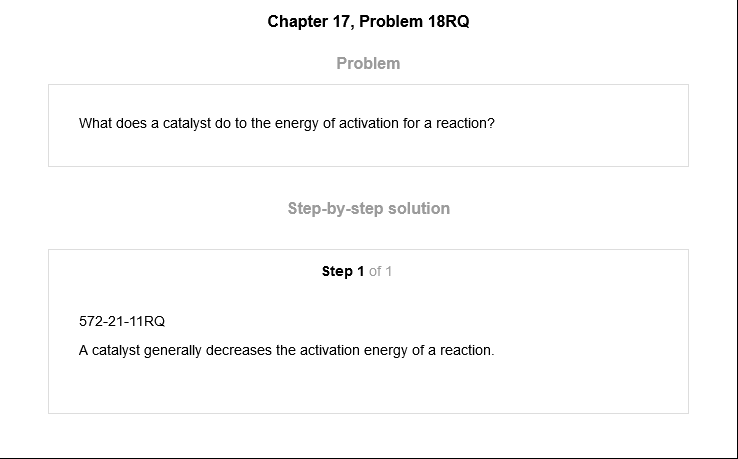 Chapter 17, Problem 18RQ
Problem
What does a catalyst do to the energy of activation for a reaction?
Step-by-step solution
Step 1 of 1
572-21-11RQ
A catalyst generally decreases the activation energy of a reaction.